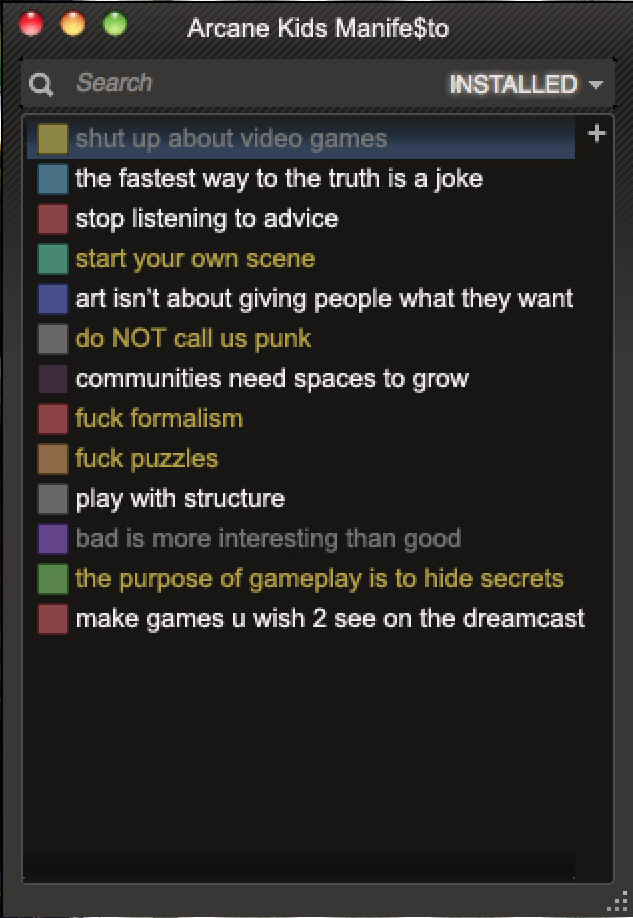 Arcane Kids Manife$to
Search INSTALLED
shut up about video games
the fastest way to the truth is a joke
stop listening to advice
start your own scene
art isn’t about giving people what they want
do NOT call us punk
communities need spaces to grow
fuck formalism
fuck puzzles
play with structure
bad is more interesting than good
the purpose of gameplay is to hide secrets
make games u wish 2 see on the dreamcast